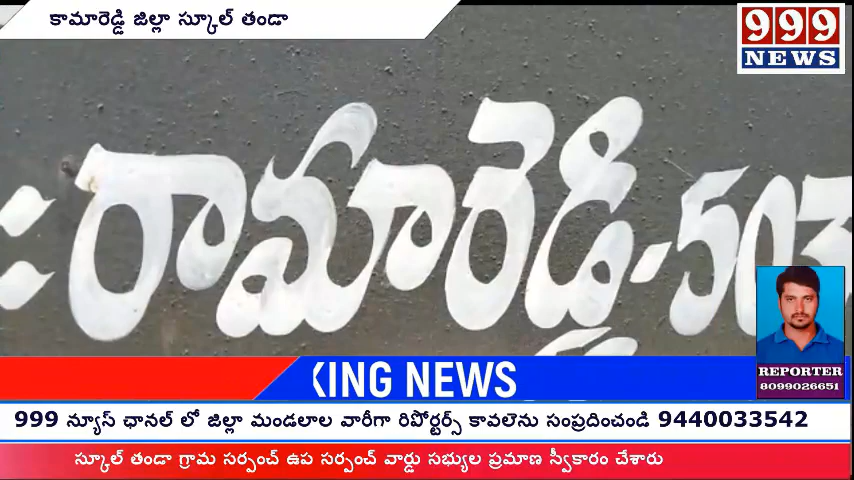 కామారెడ్డి జిల్లా స్కూల్ తండా
999
NEWS
: రామారెడ్డి-503
REPORTER
8099026651
KING NEWS
999 న్యూస్ ఛానల్ లో జిల్లా మండలాల వారీగా రిపోర్టర్స్ కావలెను సంప్రదించండి 9440033542
స్కూల్ తండా గ్రామ సర్పంచ్ ఉప సర్పంచ్ వార్డు సభ్యుల ప్రమాణ స్వీకారం చేశారు